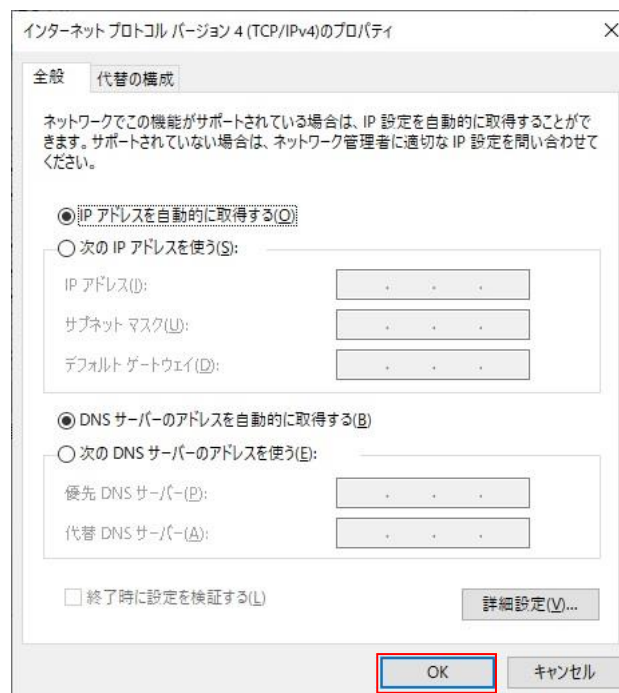 インターネット プロトコル バージョン 4 (TCP/IPv4)のプロパティ
全般
代替の構成
ネットワークでこの機能がサポートされている場合は、IP 設定を自動的に取得することがで
きます。サポートされていない場合は、ネットワーク管理者に適切な IP 設定を問い合わせて
ください。
IP アドレスを自動的に取得する(O)
次の IP アドレスを使う(S):
IP アドレス(I):
サブネット マスク(U):
デフォルト ゲートウェイ(D):
DNS サーバーのアドレスを自動的に取得する(B)
次の DNS サーバーのアドレスを使う(E):
優先 DNS サーバー(P):
代替 DNS サーバー(A):
終了時に設定を検証する(L)
詳細設定(V)...
OK
キャンセル